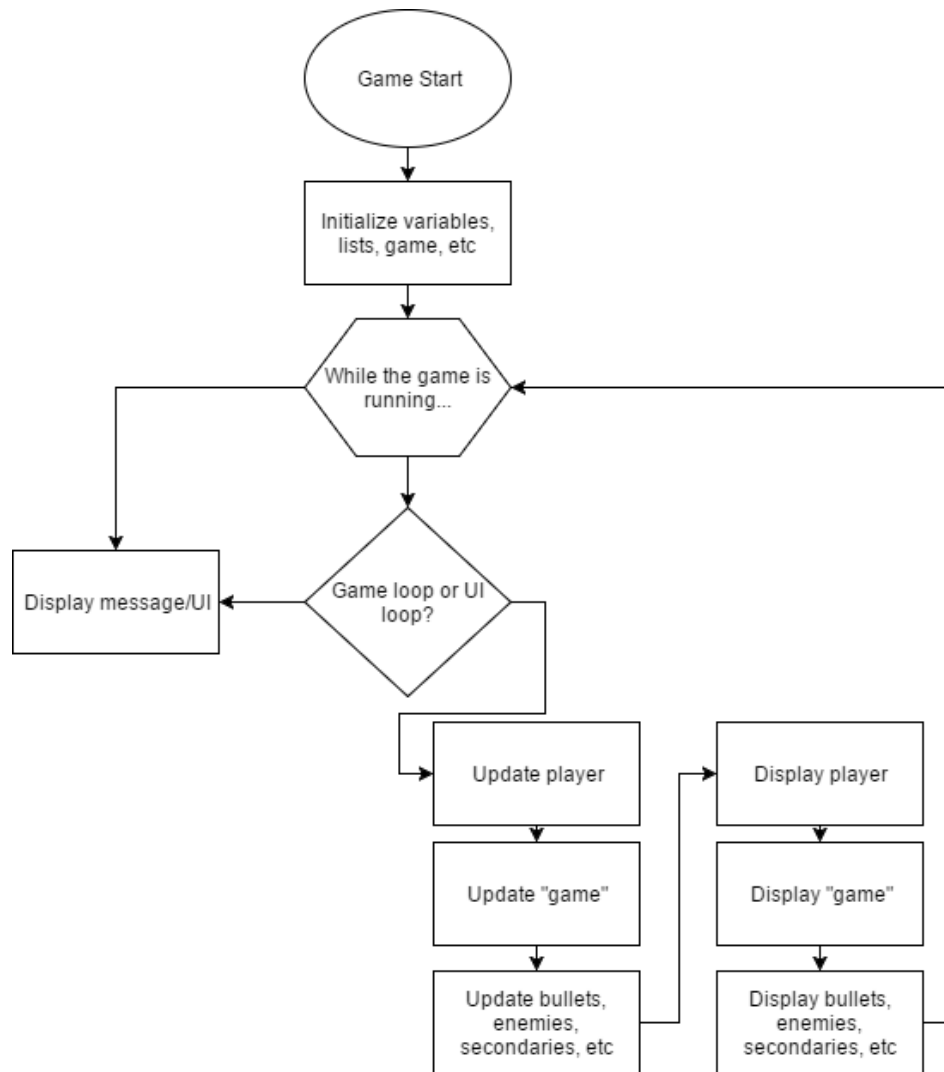 Game Start
Initialize variables,
lists, game, etc
While the game is
running...
Display message/UI
Game loop or UI
loop?
Update player
Display player
Update "game"
Display "game"
Update bullets,
enemies,
secondaries, etc
Display bullets,
enemies,
secondaries, etc